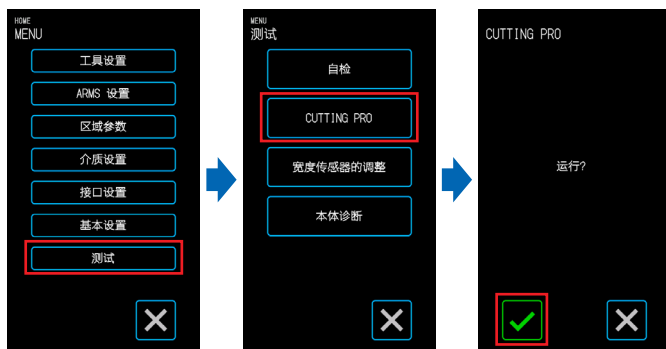 HOME
MENU
工具设置
ARMS 设置
区域参数
介质设置
接口设置
基本设置
测试
MENU
测试
自检
CUTTING PRO
宽度传感器的调整
本体诊断
CUTTING PRO
运行?